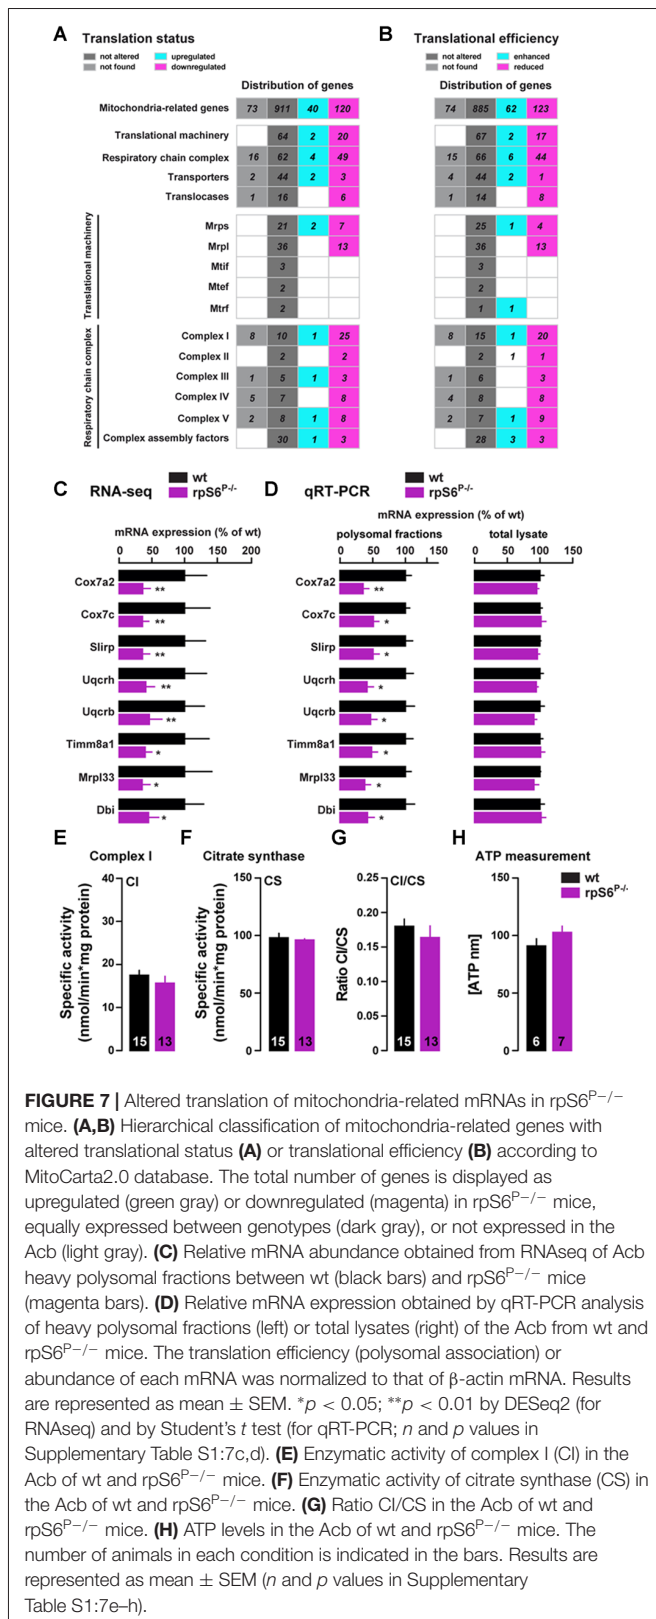 A Translation status
not altered upregulated
not found downregulated
Distribution of genes
Mitochondria-related genes 73 911 40 120
Translational machinery 64 2 20
Respiratory chain complex 16 62 4 49
Transporters 2 44 2 3
Translocases 1 16 6
Translational machinery
Mrps 21 2 7
Mrpl 36 13
Mtif 3
Mtef 2
Mtrf 2
Respiratory chain complex
Complex I 8 10 1 25
Complex II 2 2
Complex III 1 5 1 3
Complex IV 5 7 8
Complex V 2 8 1 8
Complex assembly factors 30 1 3
B Translational efficiency
not altered enhanced
not found reduced
Distribution of genes
74 885 62 123
67 2 17
15 66 6 44
4 44 2 1
1 14 8
25 1 4
36 13
3
2
1 1
8 15 1 20
2 1 1
1 6 3
4 8 8
2 7 1 9
28 3 3
C RNA-seq
wt
rpS6P-/-
mRNA expression (% of wt)
0 50 100 150 200
Cox7a2 **
Cox7c **
Slirp **
Uqcrh **
Uqcrb **
Timm8a1 *
Mrpl33 *
Dbi *
D qRT-PCR
wt
rpS6P-/-
mRNA expression (% of wt)
polysomal fractions total lysate
0 50 100 150 0 50 100 150
Cox7a2 **
Cox7c *
Slirp *
Uqcrh *
Uqcrb *
Timm8a1 *
Mrpl33 *
Dbi *
E Complex I
CI
Specific activity
(nmol/min*mg protein)
40
30
20
10
0
15 13
F Citrate synthase
CS
Specific activity
(nmol/min*mg protein)
150
100
50
0
15 13
G
CI/CS
Ratio CI/CS
0.25
0.20
0.15
0.10
0.05
0.00
15 13
H ATP measurement
wt
rpS6P-/-
[ATP nm]
150
100
50
0
6 7
FIGURE 7 | Altered translation of mitochondria-related mRNAs in rpS6P−/−
mice. (A,B) Hierarchical classification of mitochondria-related genes with
altered translational status (A) or translational efficiency (B) according to
MitoCarta2.0 database. The total number of genes is displayed as
upregulated (green gray) or downregulated (magenta) in rpS6P−/− mice,
equally expressed between genotypes (dark gray), or not expressed in the
Acb (light gray). (C) Relative mRNA abundance obtained from RNAseq of Acb
heavy polysomal fractions between wt (black bars) and rpS6P−/− mice
(magenta bars). (D) Relative mRNA expression obtained by qRT-PCR analysis
of heavy polysomal fractions (left) or total lysates (right) of the Acb from wt and
rpS6P−/− mice. The translation efficiency (polysomal association) or
abundance of each mRNA was normalized to that of β-actin mRNA. Results
are represented as mean ± SEM. *p < 0.05; **p < 0.01 by DESeq2 (for
RNAseq) and by Student's t test (for qRT-PCR; n and p values in
Supplementary Table S1:7c,d). (E) Enzymatic activity of complex I (CI) in the
Acb of wt and rpS6P−/− mice. (F) Enzymatic activity of citrate synthase (CS) in
the Acb of wt and rpS6P−/− mice. (G) Ratio CI/CS in the Acb of wt and
rpS6P−/− mice. (H) ATP levels in the Acb of wt and rpS6P−/− mice. The
number of animals in each condition is indicated in the bars. Results are
represented as mean ± SEM (n and p values in Supplementary
Table S1:7e–h).